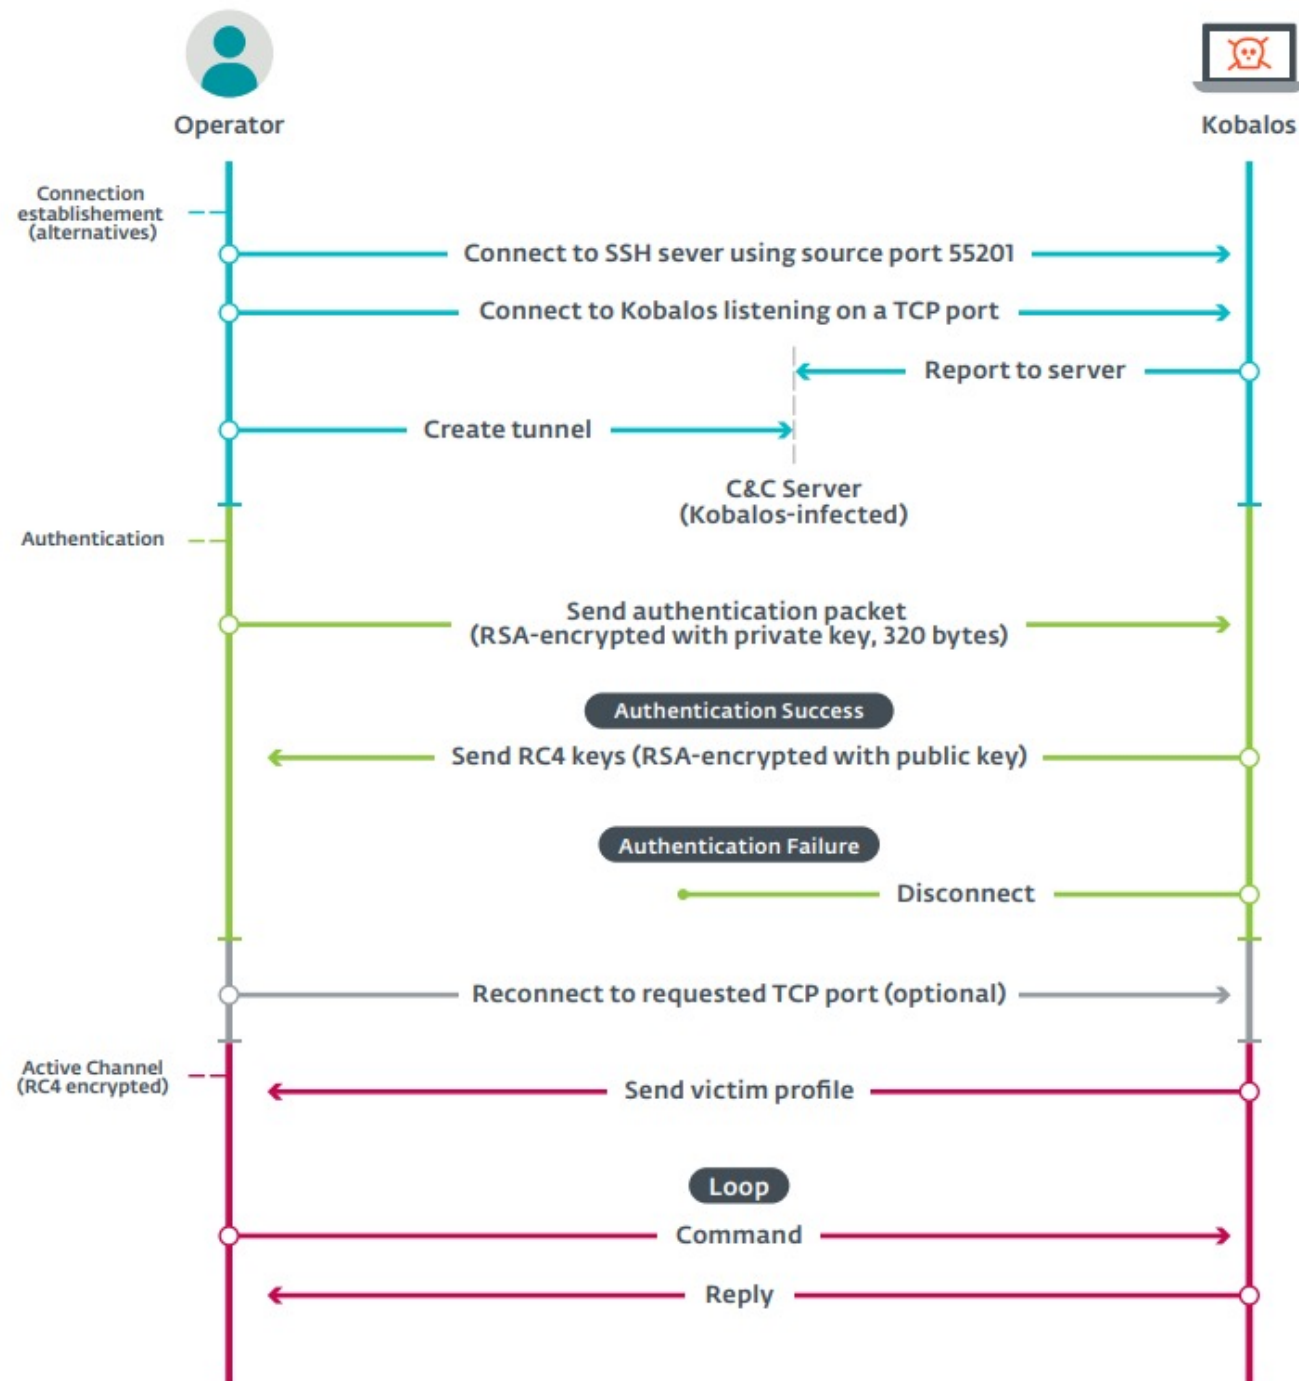 Operator
Kobalos
Connection
establishement
(alternatives)
Connect to SSH sever using source port 55201
Connect to Kobalos listening on a TCP port
Report to server
Create tunnel
C&C Server
(Kobalos-infected)
Authentication
Send authentication packet
(RSA-encrypted with private key, 320 bytes)
Authentication Success
Send RC4 keys (RSA-encrypted with public key)
Authentication Failure
Disconnect
Reconnect to requested TCP port (optional)
Active Channel
(RC4 encrypted)
Send victim profile
Loop
Command
Reply